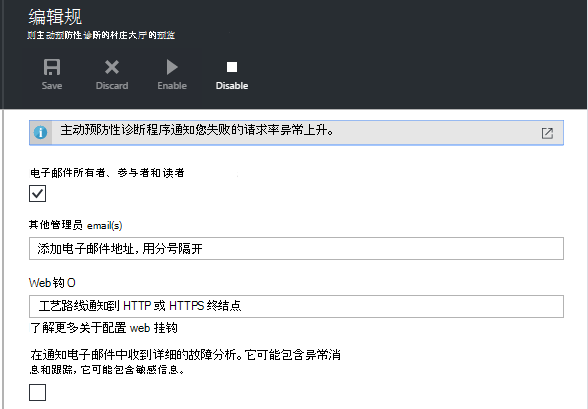 编辑规
则主动预防性诊断的村庄大厅的预览
Save Discard Enable Disable
主动预防性诊断程序通知您失败的请求率异常上升。
电子邮件所有者、参与者和读者
其他管理员 email(s)
添加电子邮件地址, 用分号隔开
Web 钩 O
工艺路线通知到 HTTP 或 HTTPS 终结点
了解更多关于配置 web 挂钩
在通知电子邮件中收到详细的故障分析。它可能包含异常消
息和跟踪, 它可能包含敏感信息。